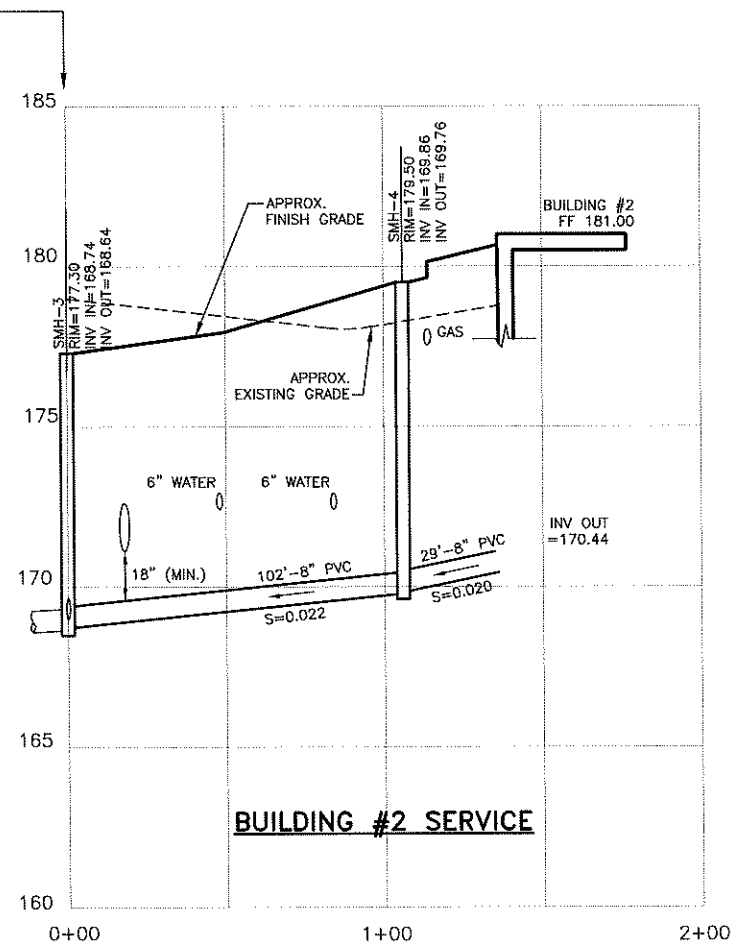 185
180
175
170
165
160
0+00
1+00
2+00
SMH-3
RIM=177.30
INV IN=168.74
INV OUT=168.64
APPROX.
FINISH GRADE
SMH-4
RIM=179.50
INV IN=169.86
INV OUT=169.76
BUILDING #2
FF 181.00
GAS
APPROX.
EXISTING GRADE
6" WATER
6" WATER
18" (MIN.)
102'-8" PVC
S=0.022
29'-8" PVC
S=0.020
INV OUT
=170.44
BUILDING #2 SERVICE